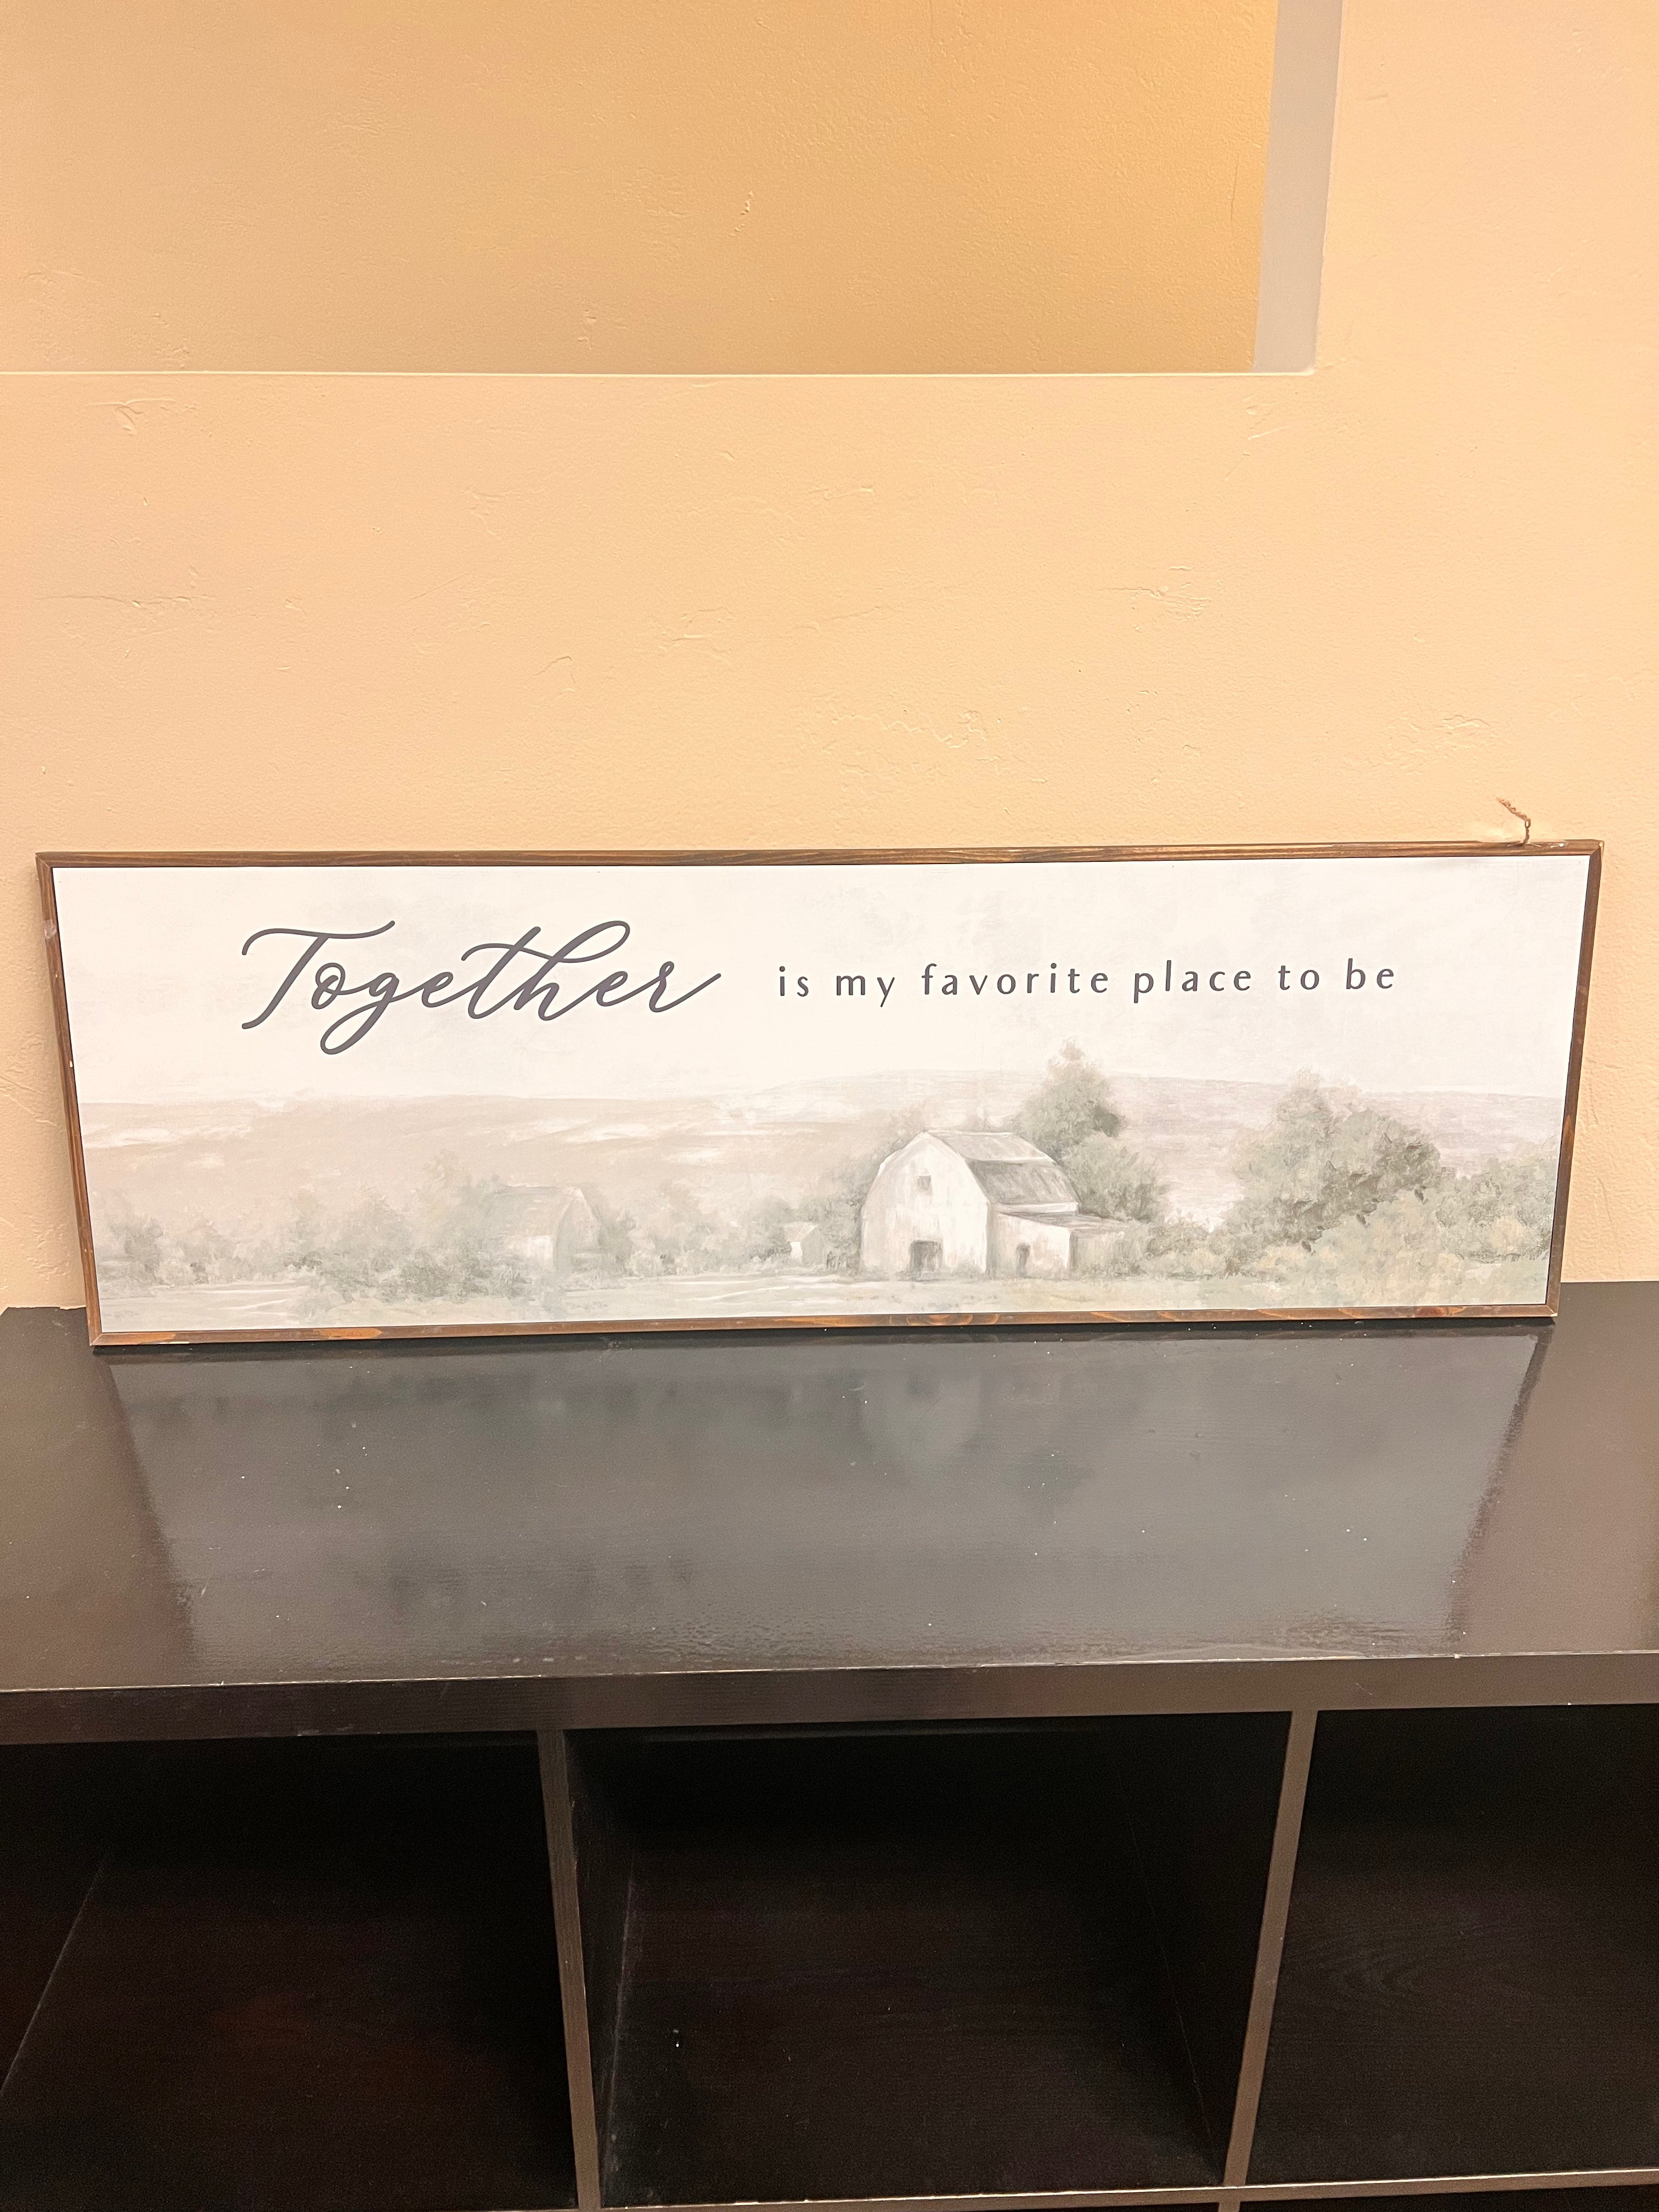 Together is my favorite place to be